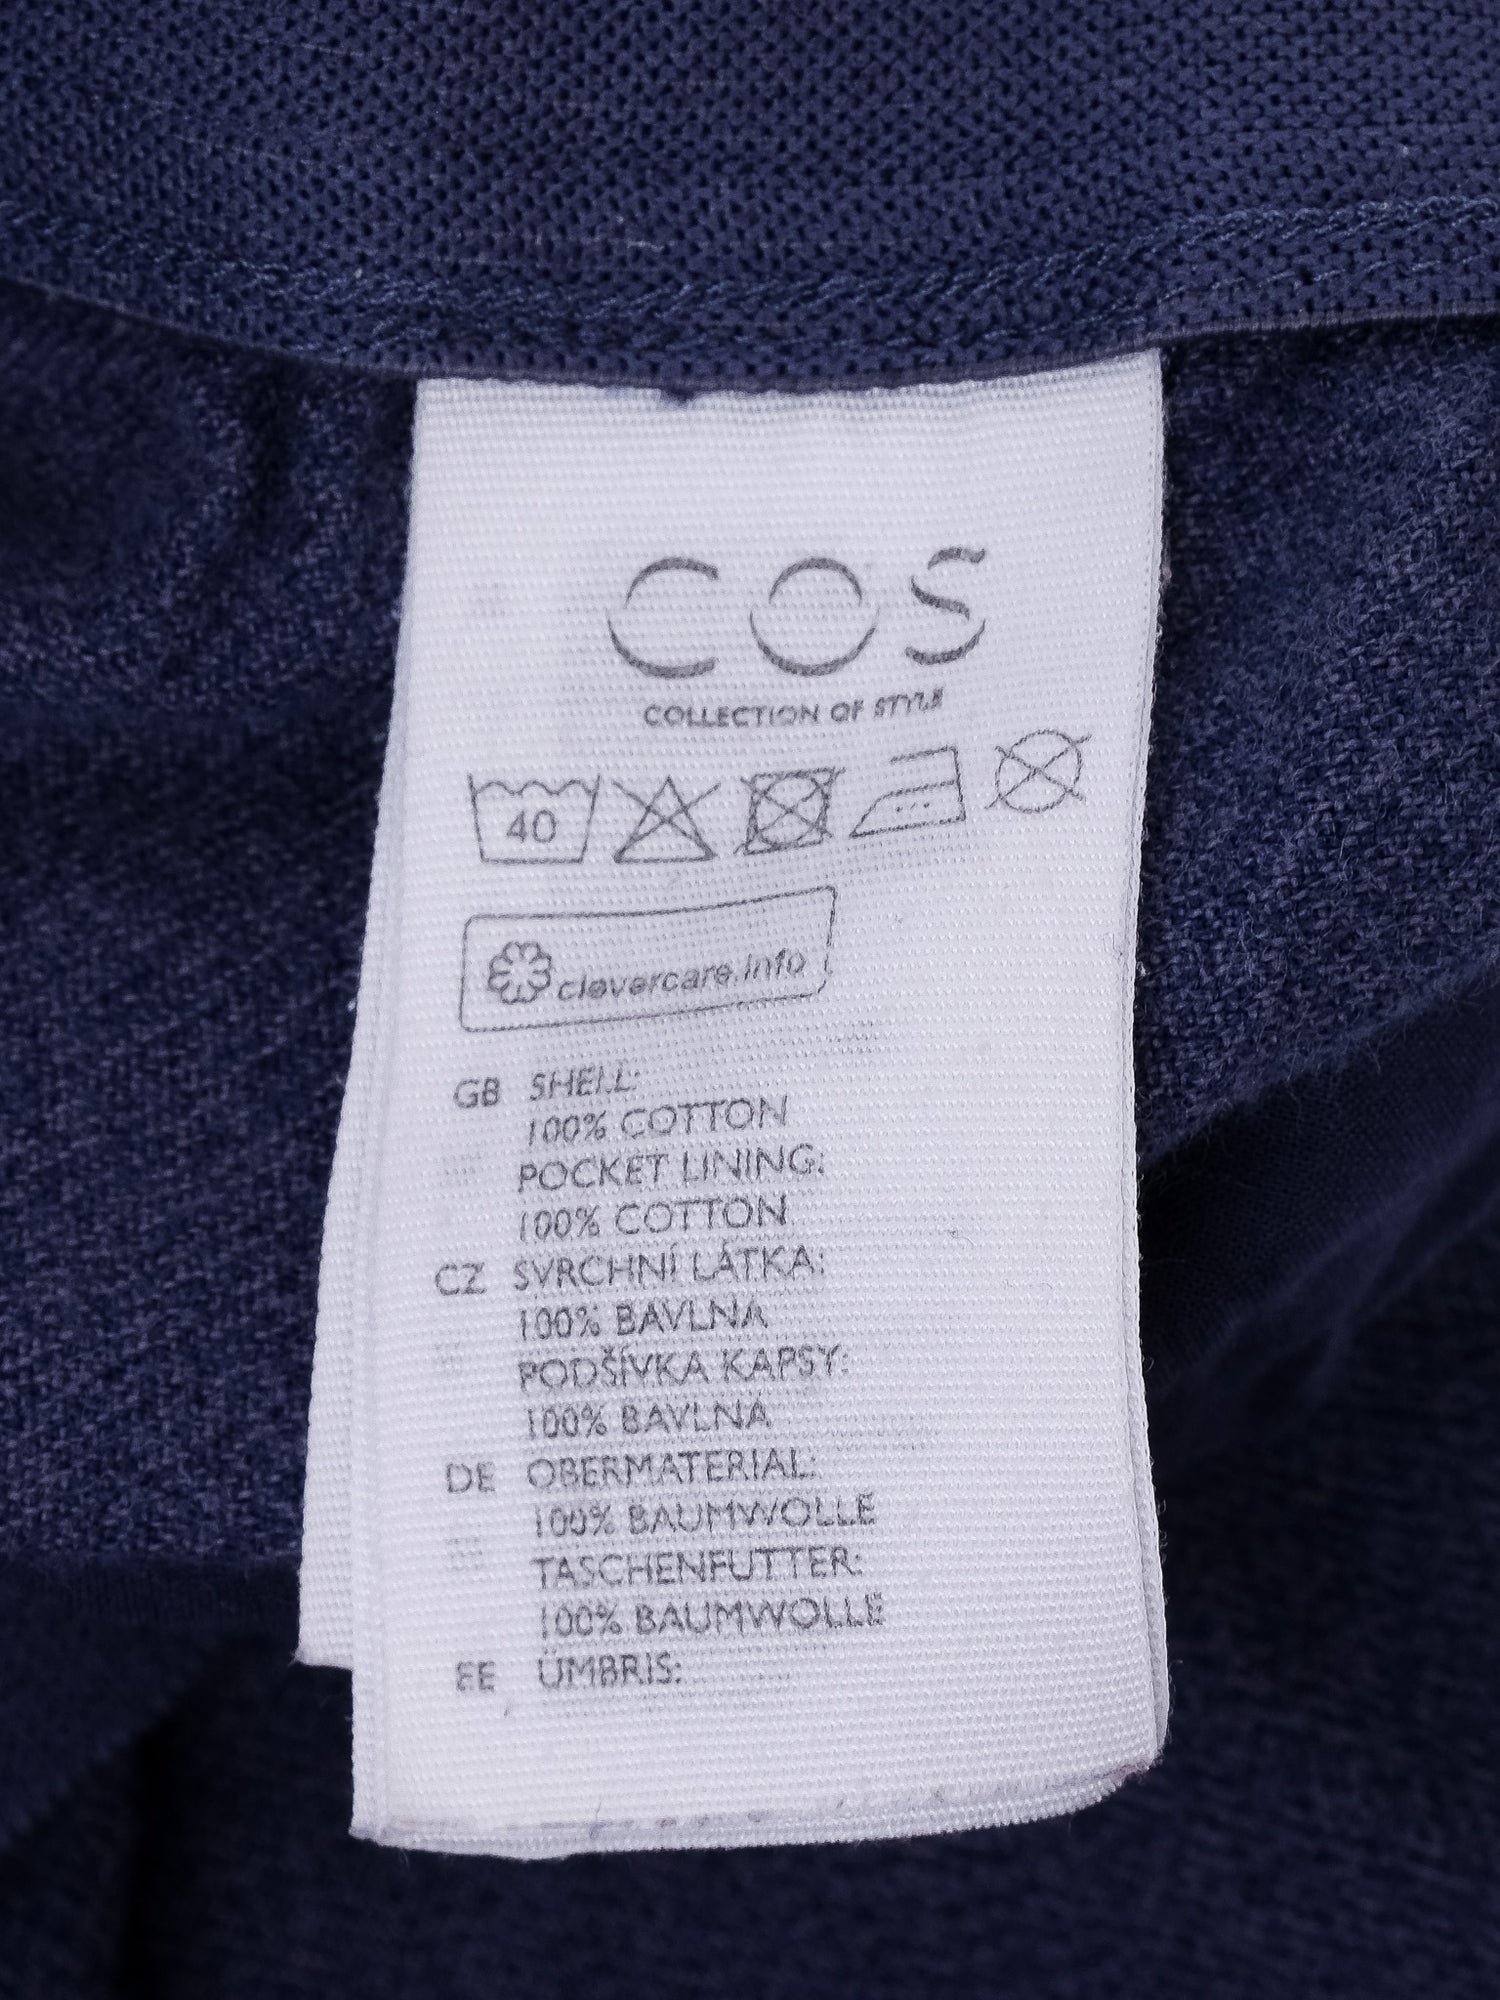 COS
COLLECTION OF STYLE
40
clevercare.info
GB SHELL:
100% COTTON
POCKET LINING:
100% COTTON
CZ SVRCHNÍ LÁTKA:
100% BAVLNA
PODŠÍVKA KAPSY:
100% BAVLNA
DE OBERMATERIAL:
100% BAUMWOLLE
TASCHENFUTTER:
100% BAUMWOLLE
EE ÜMBRIS: